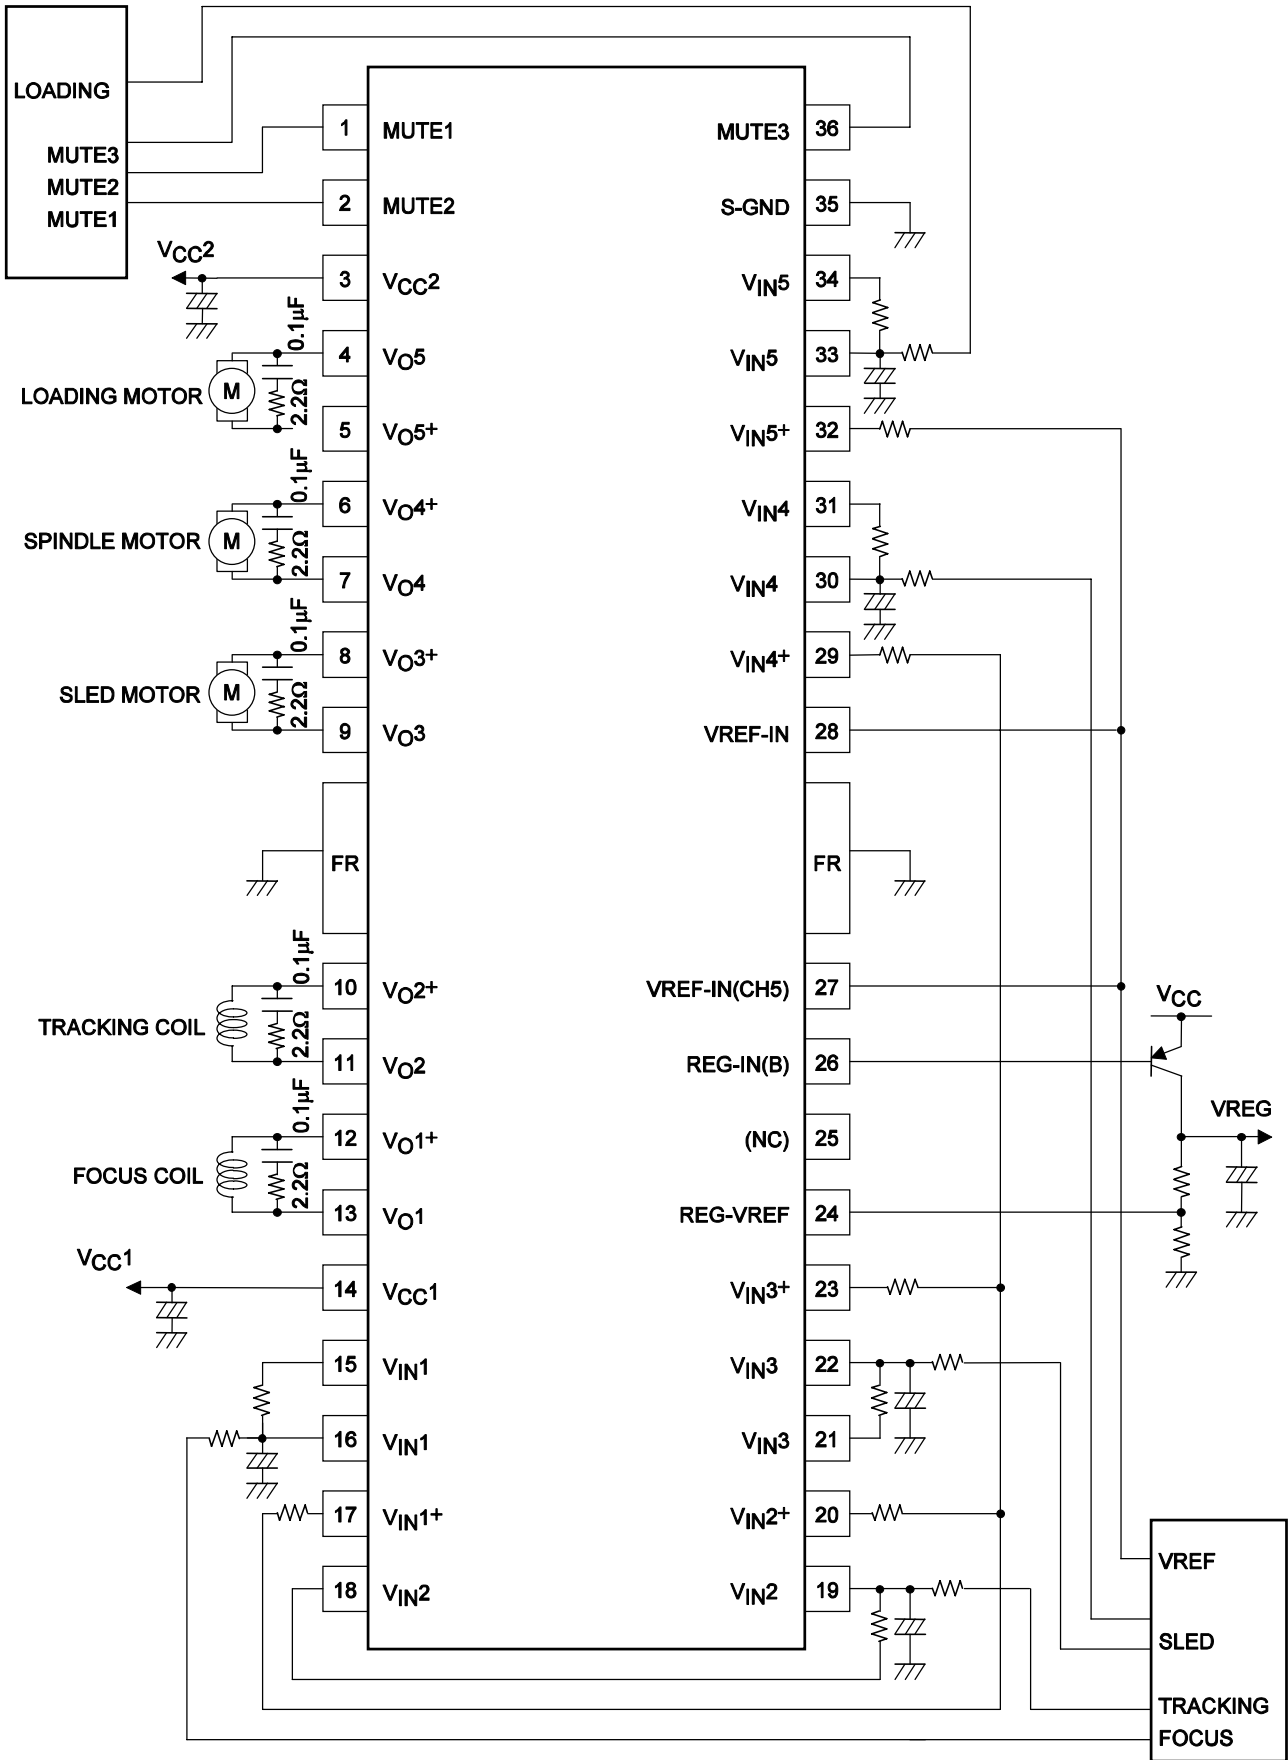 LOADING
MUTE3
MUTE2
MUTE1
1 MUTE1
2 MUTE2
VCC2
3 VCC2
0.1μF
2.2Ω
LOADING MOTOR
M
4 VO5
5 VO5+
0.1μF
2.2Ω
SPINDLE MOTOR
M
6 VO4+
7 VO4
0.1μF
2.2Ω
SLED MOTOR
M
8 VO3+
9 VO3
FR
0.1μF
2.2Ω
TRACKING COIL
10 VO2+
11 VO2
0.1μF
2.2Ω
FOCUS COIL
12 VO1+
13 VO1
VCC1
14 VCC1
15 VIN1
16 VIN1
17 VIN1+
18 VIN2
MUTE3 36
S-GND 35
VIN5 34
VIN5 33
VIN5+ 32
VIN4 31
VIN4 30
VIN4+ 29
VREF-IN 28
FR
VREF-IN(CH5) 27
REG-IN(B) 26
(NC) 25
REG-VREF 24
VIN3+ 23
VIN3 22
VIN3 21
VIN2+ 20
VIN2 19
VCC
VREG
VREF
SLED
TRACKING
FOCUS